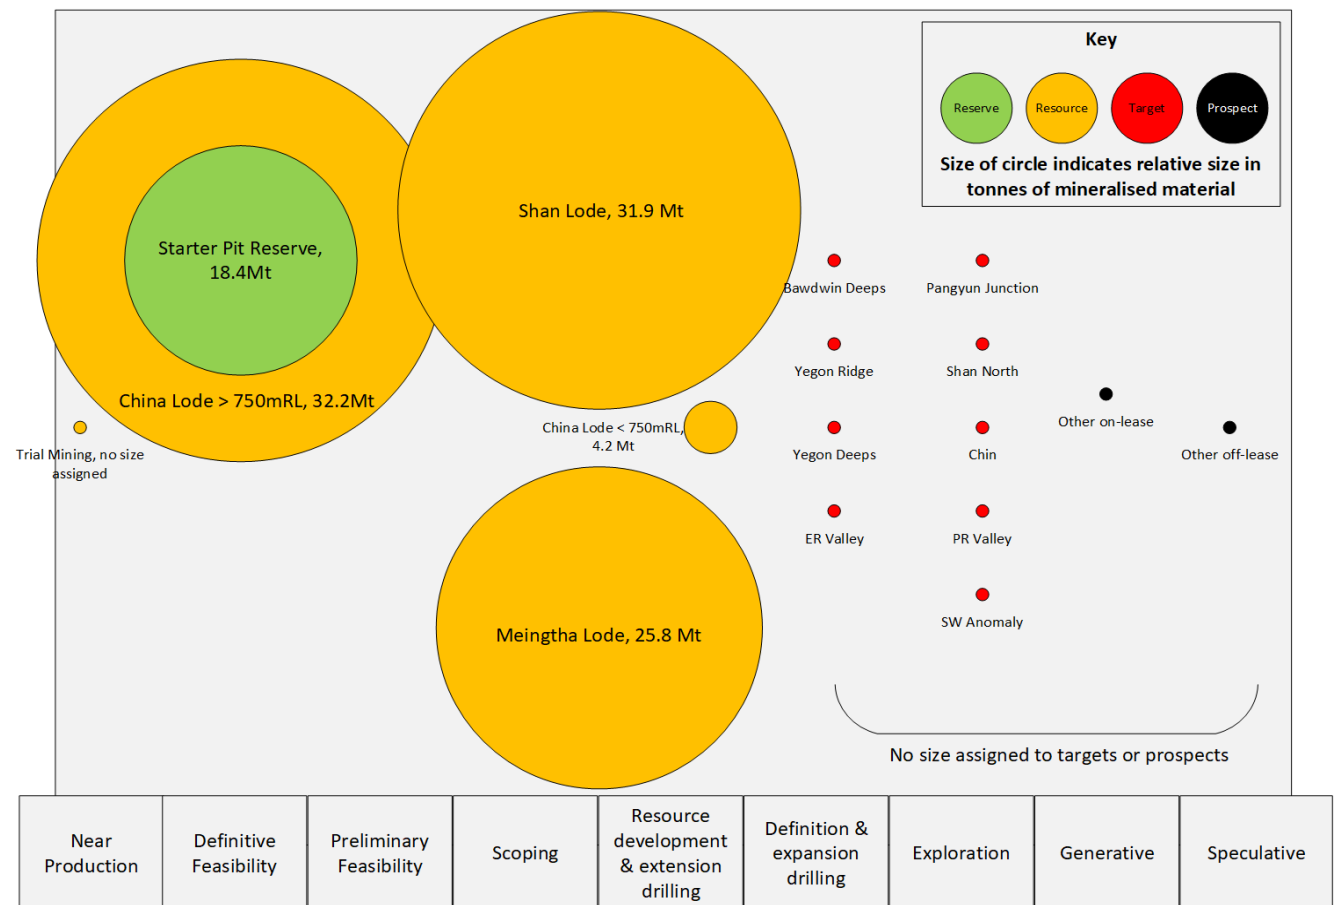 Key
Reserve
Resource
Target
Prospect
Size of circle indicates relative size in
tonnes of mineralised material
Shan Lode, 31.9 Mt
Starter Pit Reserve,
18.4Mt
China Lode > 750mRL, 32.2Mt
Trial Mining, no size
assigned
China Lode < 750mRL,
4.2 Mt
Meingtha Lode, 25.8 Mt
Bawdwin Deeps
Pangyun Junction
Yegon Ridge
Shan North
Yegon Deeps
Chin
ER Valley
PR Valley
SW Anomaly
Other on-lease
Other off-lease
No size assigned to targets or prospects
Near
Production
Definitive
Feasibility
Preliminary
Feasibility
Scoping
Resource
development
& extension
drilling
Definition &
expansion
drilling
Exploration
Generative
Speculative